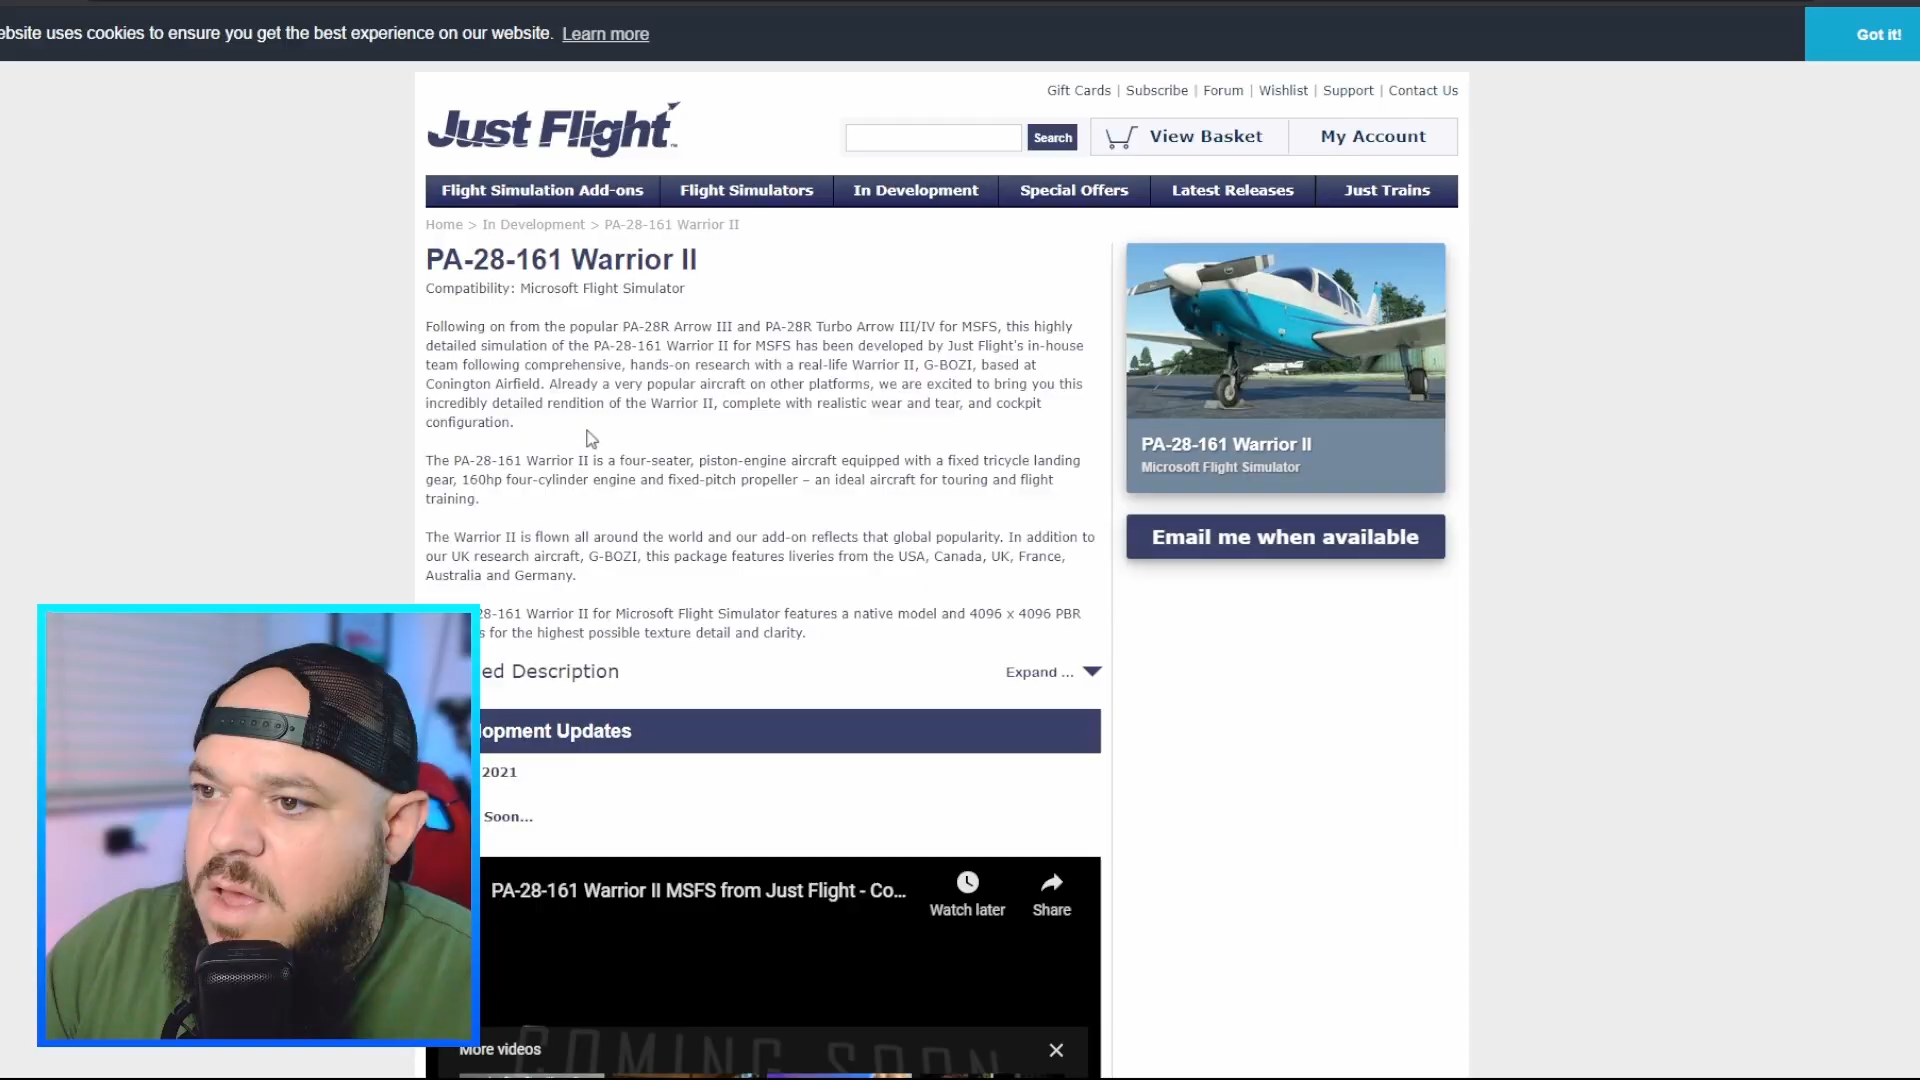 ebsite uses cookies to ensure you get the best experience on our website. Learn more
Got it!
Gift Cards | Subscribe | Forum | Wishlist | Support | Contact Us
Just Flight
Search
View Basket
My Account
Flight Simulation Add-ons
Flight Simulators
In Development
Special Offers
Latest Releases
Just Trains
Home > In Development > PA-28-161 Warrior II
PA-28-161 Warrior II
Compatibility: Microsoft Flight Simulator
Following on from the popular PA-28R Arrow III and PA-28R Turbo Arrow III/IV for MSFS, this highly
detailed simulation of the PA-28-161 Warrior II for MSFS has been developed by Just Flight's in-house
team following comprehensive, hands-on research with a real-life Warrior II, G-BOZI, based at
Conington Airfield. Already a very popular aircraft on other platforms, we are excited to bring you this
incredibly detailed rendition of the Warrior II, complete with realistic wear and tear, and cockpit
configuration.
The PA-28-161 Warrior II is a four-seater, piston-engine aircraft equipped with a fixed tricycle landing
gear, 160hp four-cylinder engine and fixed-pitch propeller – an ideal aircraft for touring and flight
training.
The Warrior II is flown all around the world and our add-on reflects that global popularity. In addition to
our UK research aircraft, G-BOZI, this package features liveries from the USA, Canada, UK, France,
Australia and Germany.
28-161 Warrior II for Microsoft Flight Simulator features a native model and 4096 x 4096 PBR
s for the highest possible texture detail and clarity.
ed Description
Expand ...
lopment Updates
2021
Soon...
PA-28-161 Warrior II MSFS from Just Flight - Co...
Watch later
Share
COMING SOON
More videos
PA-28-161 Warrior II
Microsoft Flight Simulator
Email me when available